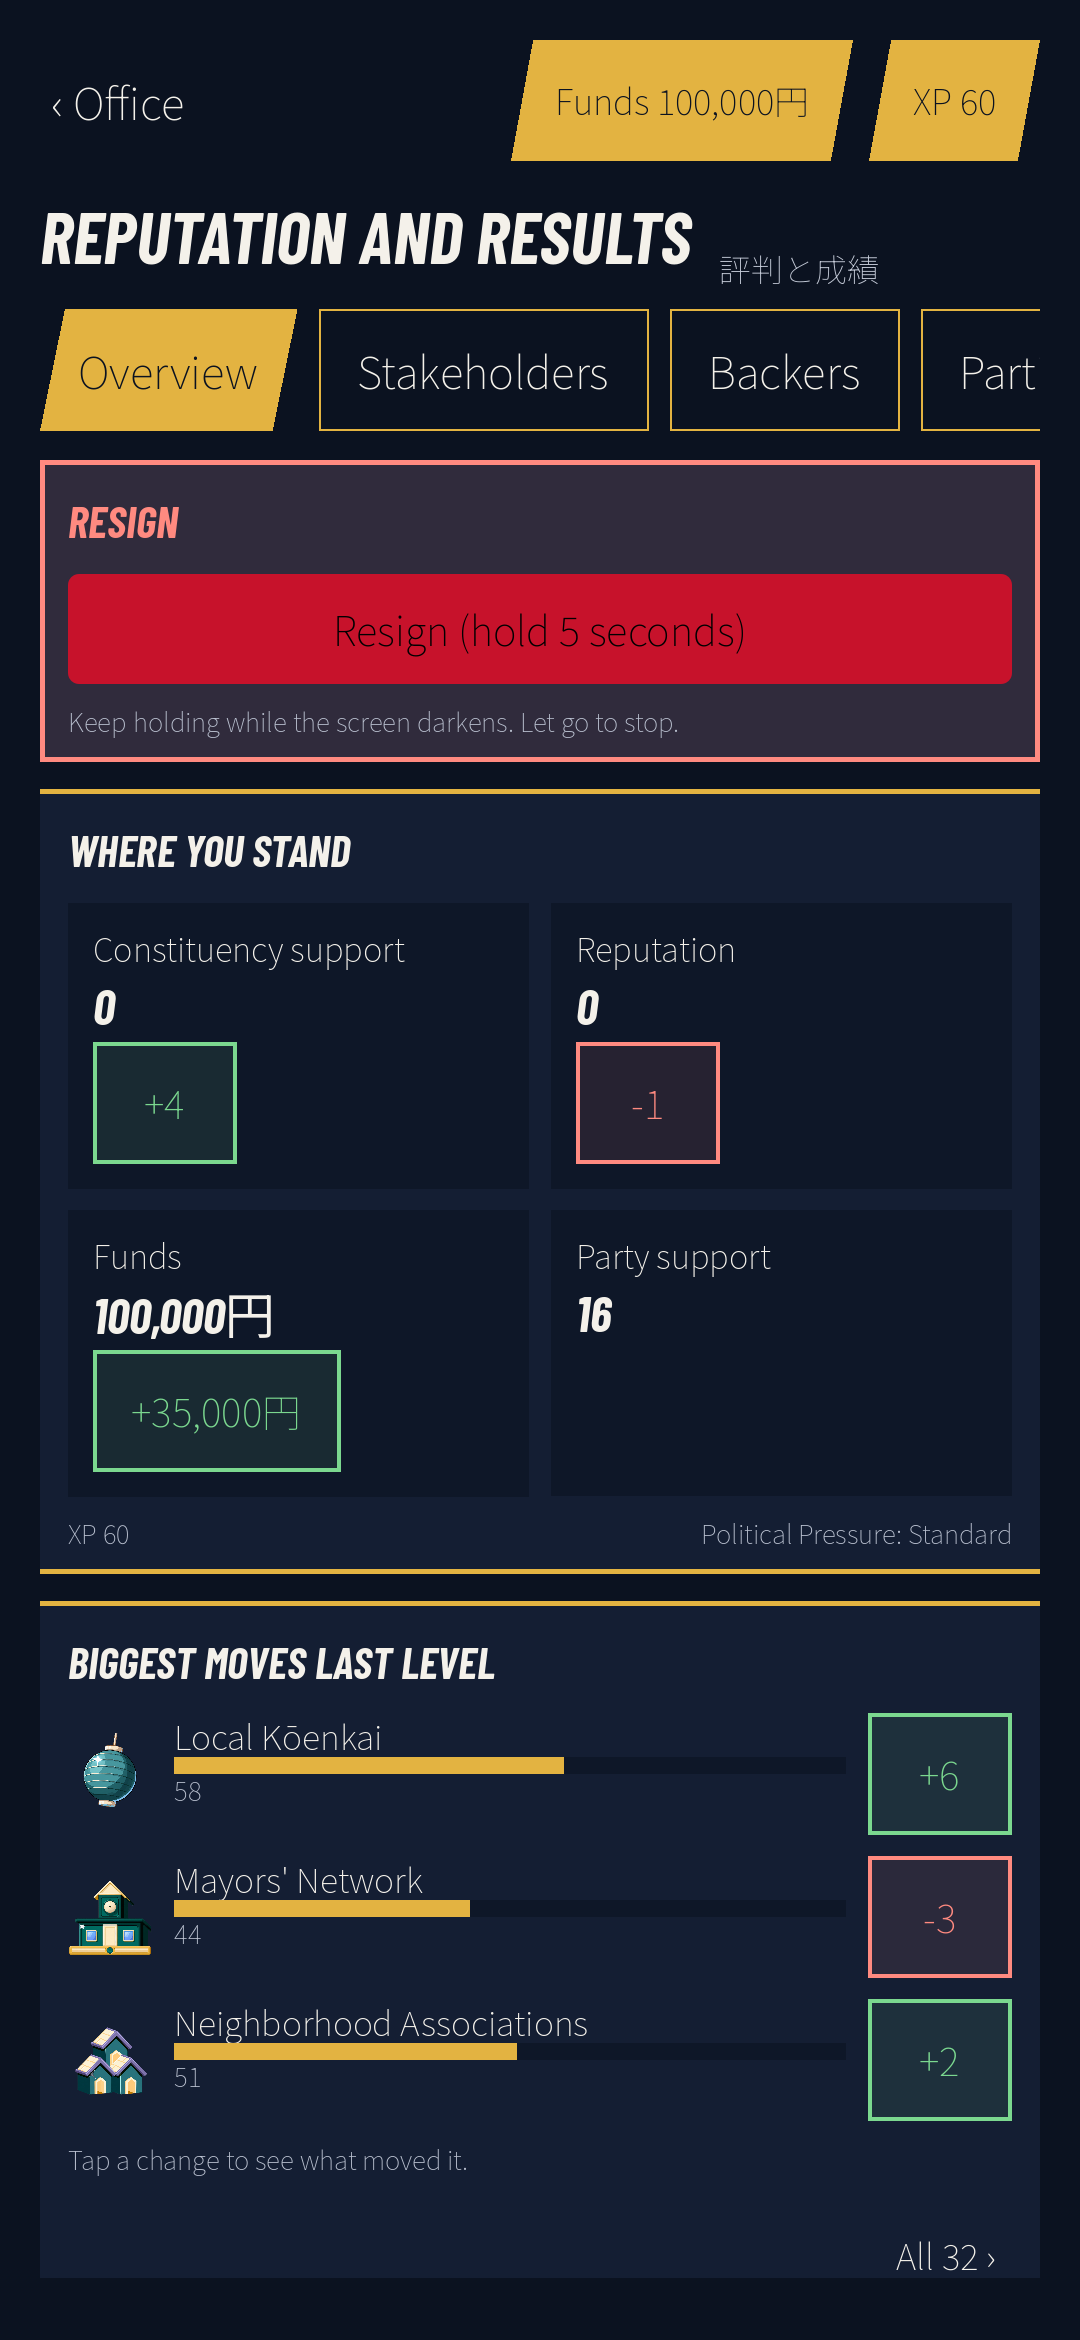 ‹ Office
Funds 100,000円
XP 60
REPUTATION AND RESULTS
評判と成績
Overview
Stakeholders
Backers
Part
RESIGN
Resign (hold 5 seconds)
Keep holding while the screen darkens. Let go to stop.
WHERE YOU STAND
Constituency support
0
+4
Reputation
0
-1
Funds
100,000円
+35,000円
Party support
16
XP 60
Political Pressure: Standard
BIGGEST MOVES LAST LEVEL
Local Kōenkai
58
+6
Mayors' Network
44
-3
Neighborhood Associations
51
+2
Tap a change to see what moved it.
All 32 ›